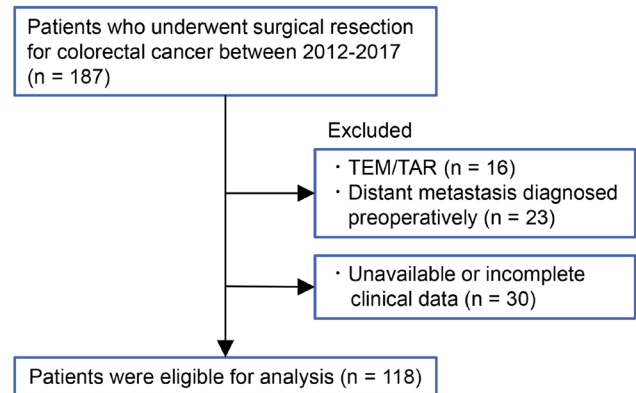 Patients who underwent surgical resection
for colorectal cancer between 2012-2017
(n = 187)
Excluded
・TEM/TAR (n = 16)
・Distant metastasis diagnosed
preoperatively (n = 23)
・Unavailable or incomplete
clinical data (n = 30)
Patients were eligible for analysis (n = 118)